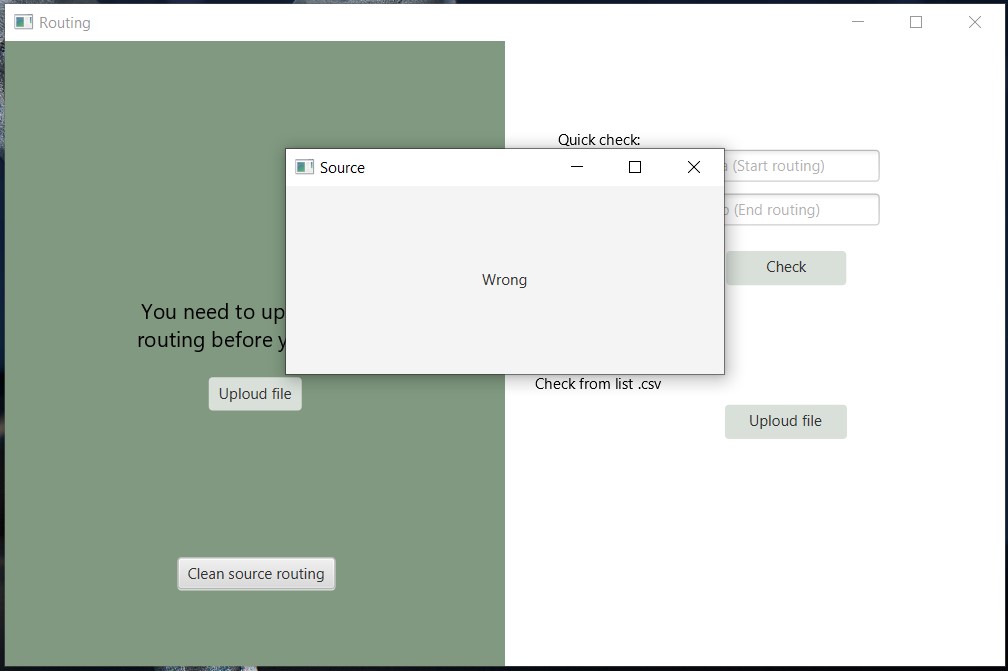 Routing
Quick check:
Source
(Start routing)
(End routing)
Check
Wrong
You need to up
routing before y
Uploud file
Check from list .csv
Uploud file
Clean source routing